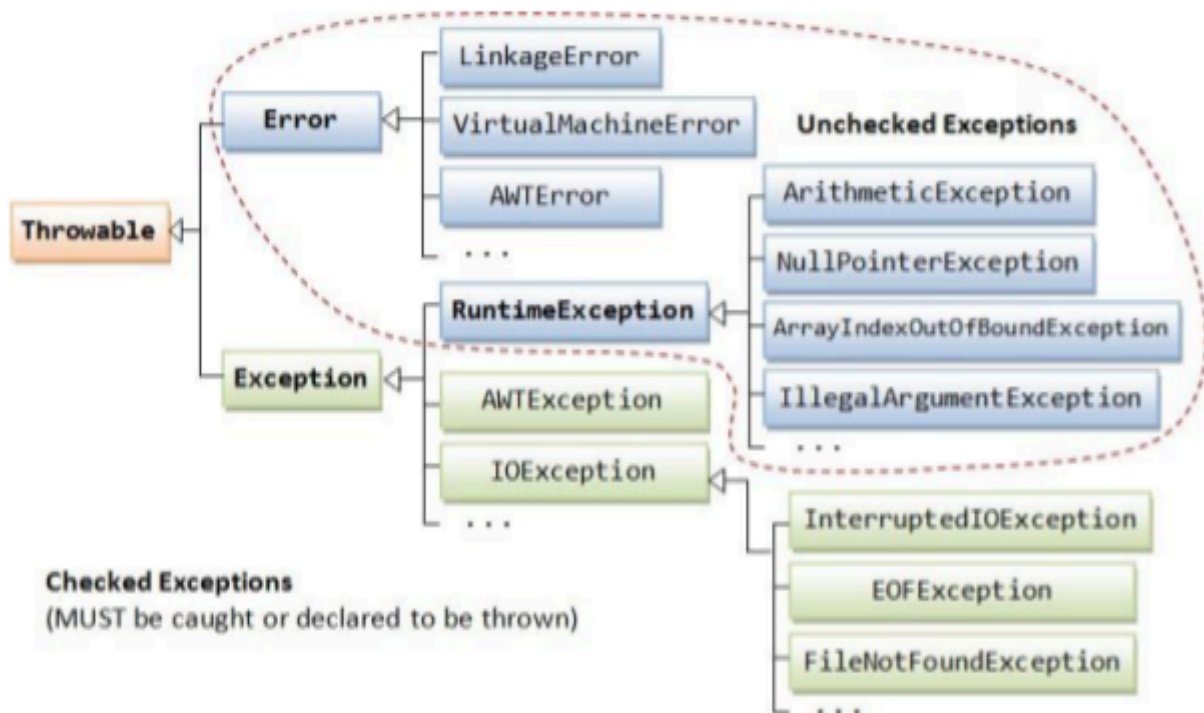 LinkageError
Error
VirtualMachineError
Unchecked Exceptions
AWTError
ArithmeticException
Throwable
. . .
NullPointerException
RuntimeException
ArrayIndexOutOfBoundException
Exception
AWTException
IllegalArgumentException
. . .
IOException
. . .
InterruptedIOException
Checked Exceptions
(MUST be caught or declared to be thrown)
EOFException
FileNotFoundException
. . .